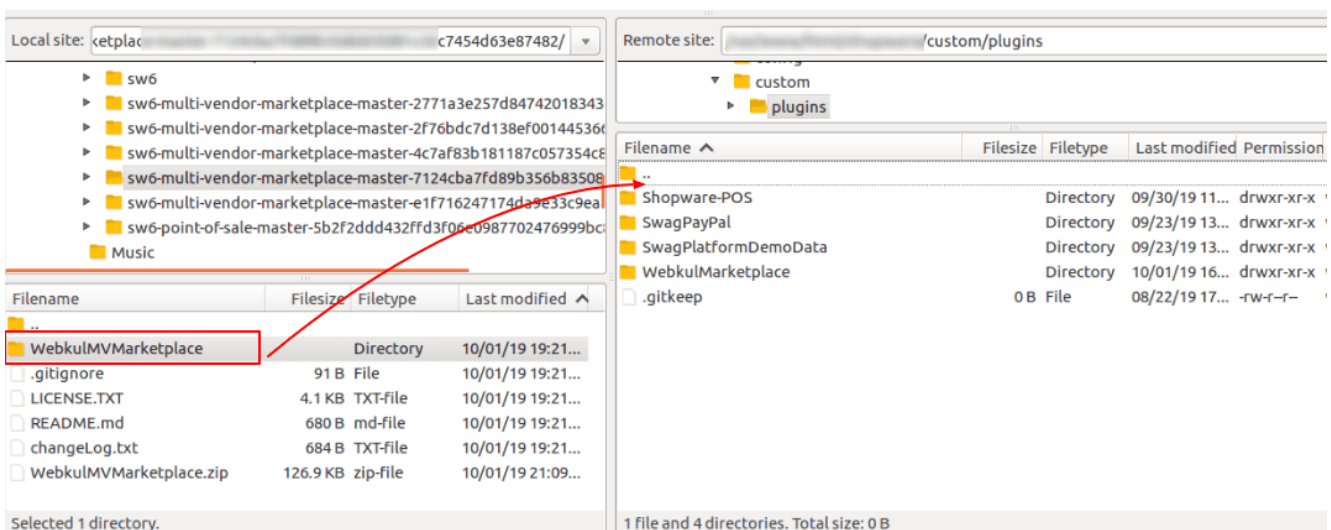 Local site: ketplac c7454d63e87482/
sw6
sw6-multi-vendor-marketplace-master-2771a3e257d84742018343
sw6-multi-vendor-marketplace-master-2f76bdc7d138ef00144536
sw6-multi-vendor-marketplace-master-4c7af83b181187c057354c8
sw6-multi-vendor-marketplace-master-7124cba7fd89b356b83508
sw6-multi-vendor-marketplace-master-e1f716247174da9e33c9ea
sw6-point-of-sale-master-5b2f2ddd432ffd3f06e0987702476999bc
Music
Filename Filesize Filetype Last modified
..
WebkulMVMarketplace Directory 10/01/19 19:21...
.gitignore 91 B File 10/01/19 19:21...
LICENSE.TXT 4.1 KB TXT-file 10/01/19 19:21...
README.md 680 B md-file 10/01/19 19:21...
changeLog.txt 684 B TXT-file 10/01/19 19:21...
WebkulMVMarketplace.zip 126.9 KB zip-file 10/01/19 21:09...
Selected 1 directory.
Remote site: /custom/plugins
custom
plugins
Filename Filesize Filetype Last modified Permission
..
Shopware-POS Directory 09/30/19 11... drwxr-xr-x
SwagPayPal Directory 09/23/19 13... drwxr-xr-x
SwagPlatformDemoData Directory 09/23/19 13... drwxr-xr-x
WebkulMarketplace Directory 10/01/19 16... drwxr-xr-x
.gitkeep 0 B File 08/22/19 17... -rw-r--r--
1 file and 4 directories. Total size: 0 B